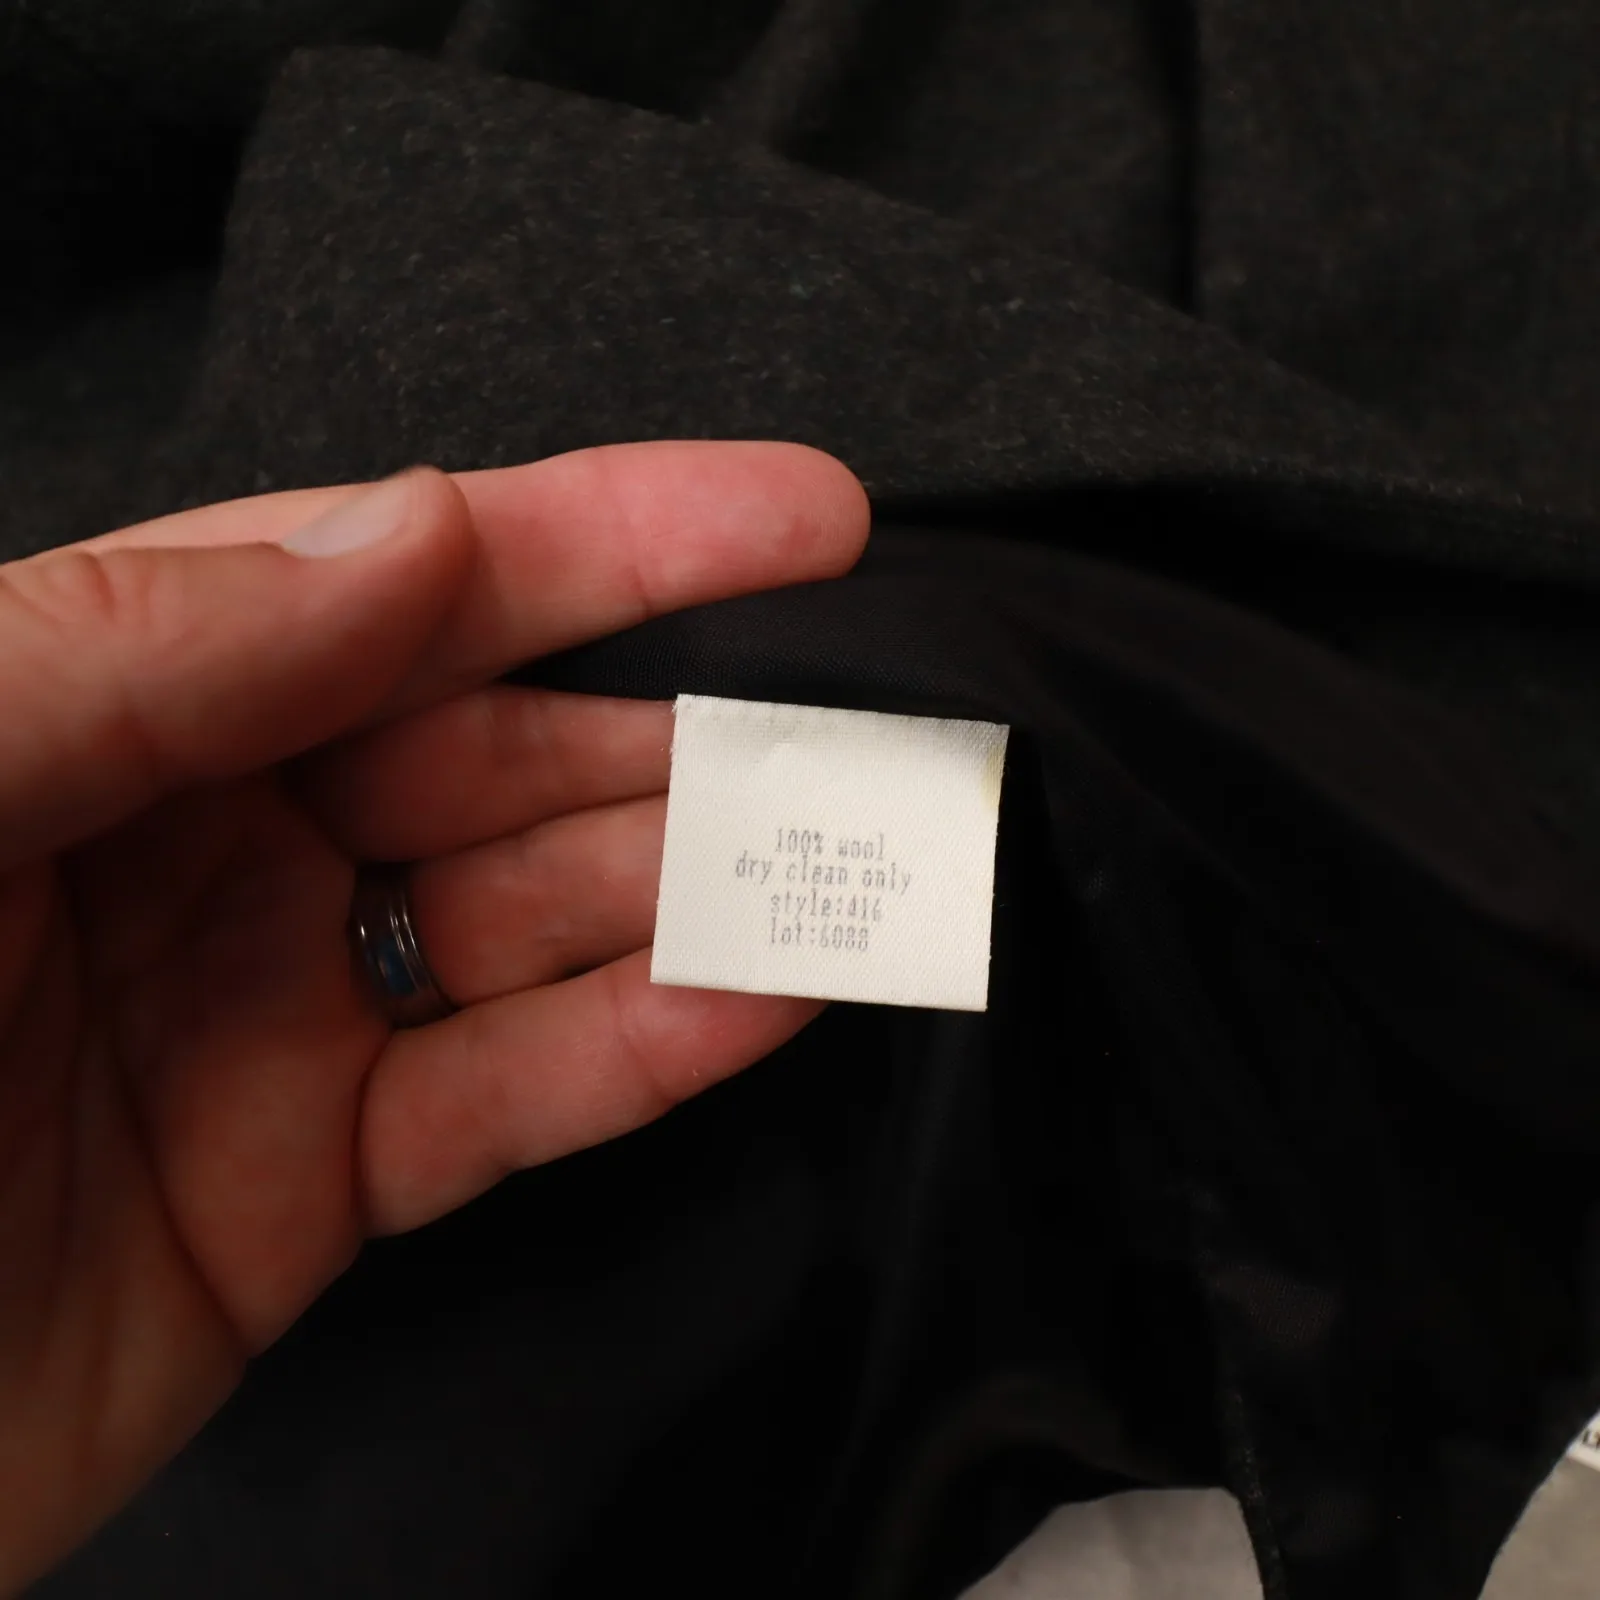 100% wool
dry clean only
style:416
lot:6088